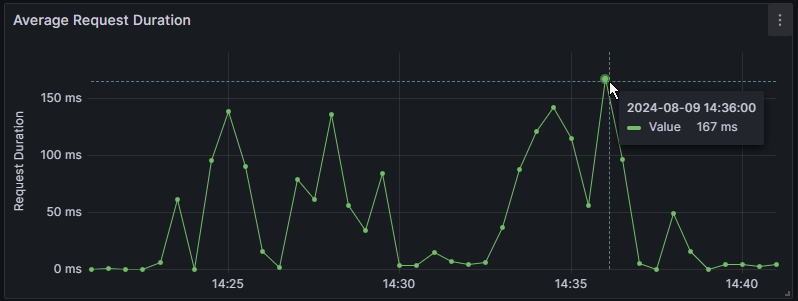 Average Request Duration
Request Duration
150 ms
100 ms
50 ms
0 ms
2024-08-09 14:36:00
Value 167 ms
14:25
14:30
14:35
14:40